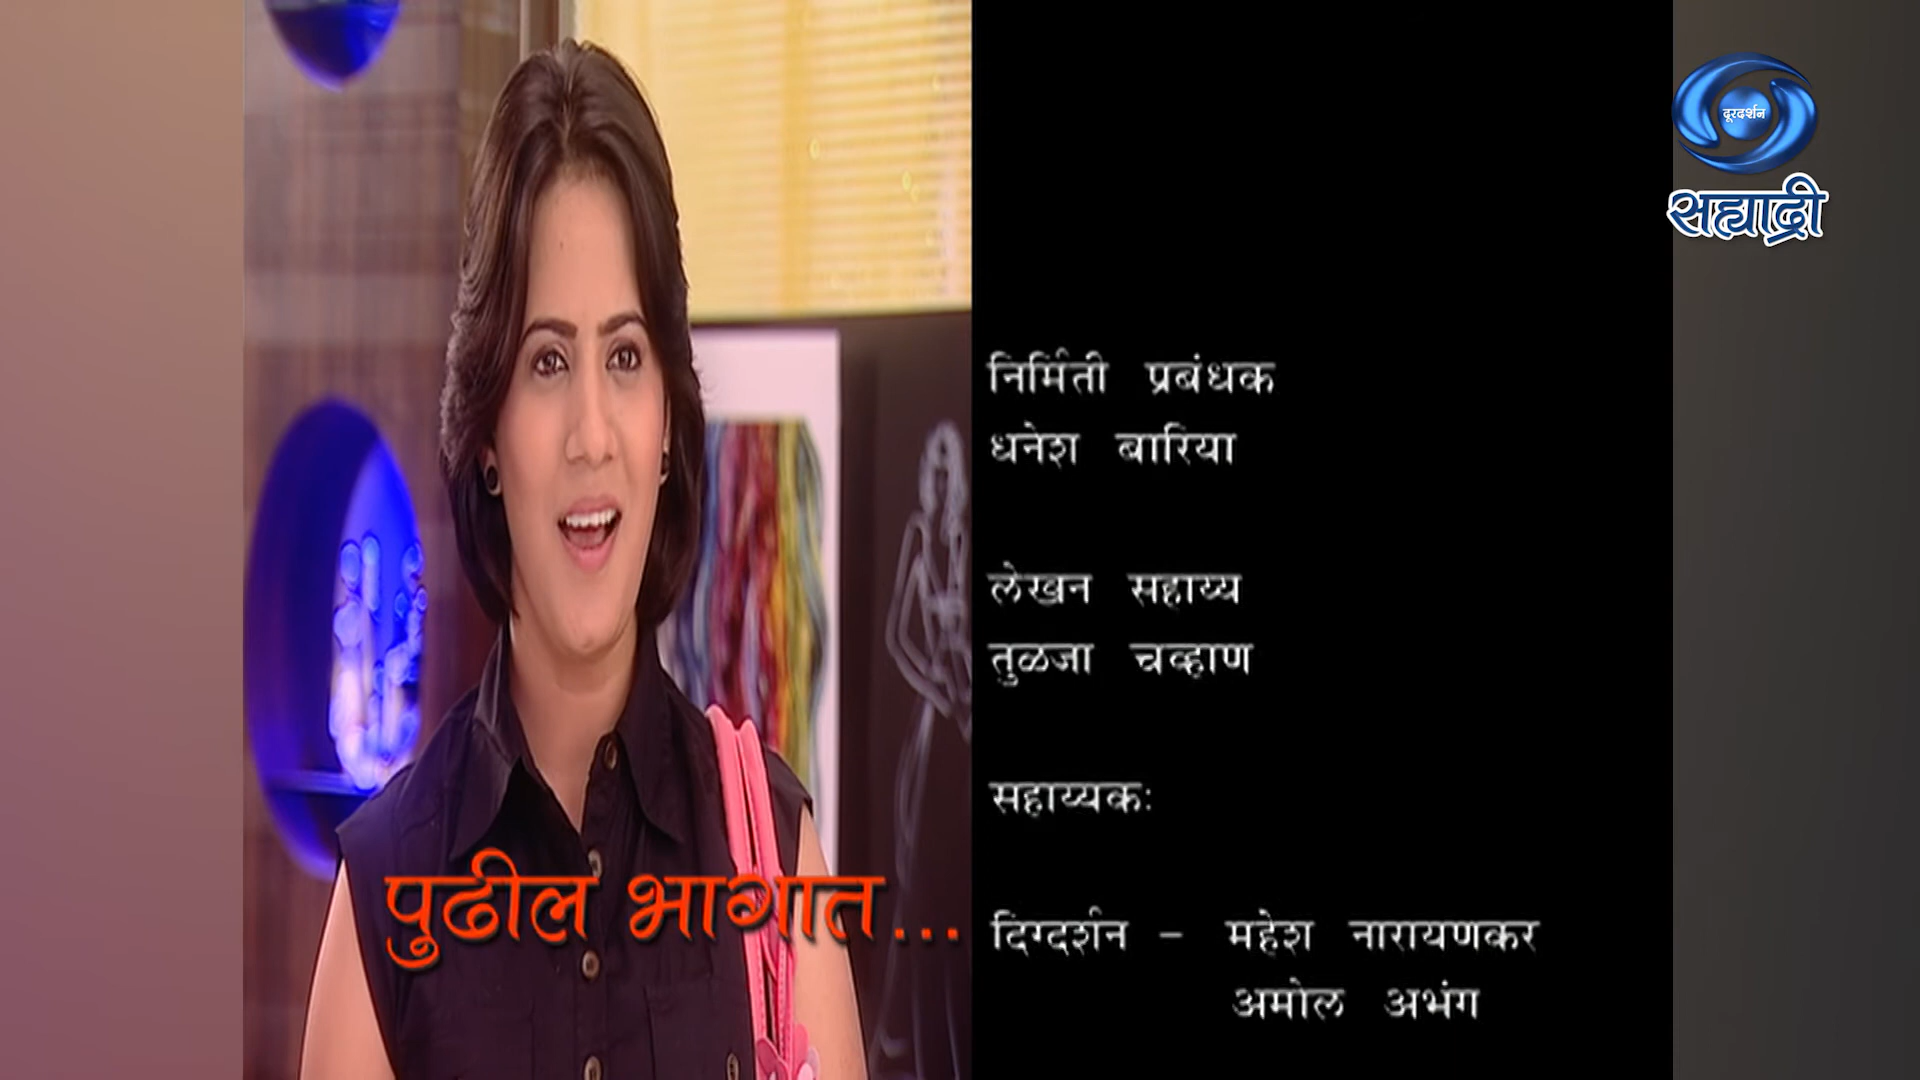 दूरदर्शन
सह्याद्री
निर्मिती प्रबंधक
धनेश बारिया
लेखन सहाय्य
तुळजा चव्हाण
सहाय्यकः
दिग्दर्शन - महेश नारायणकर
अमोल अभंग
पुढील भागात...